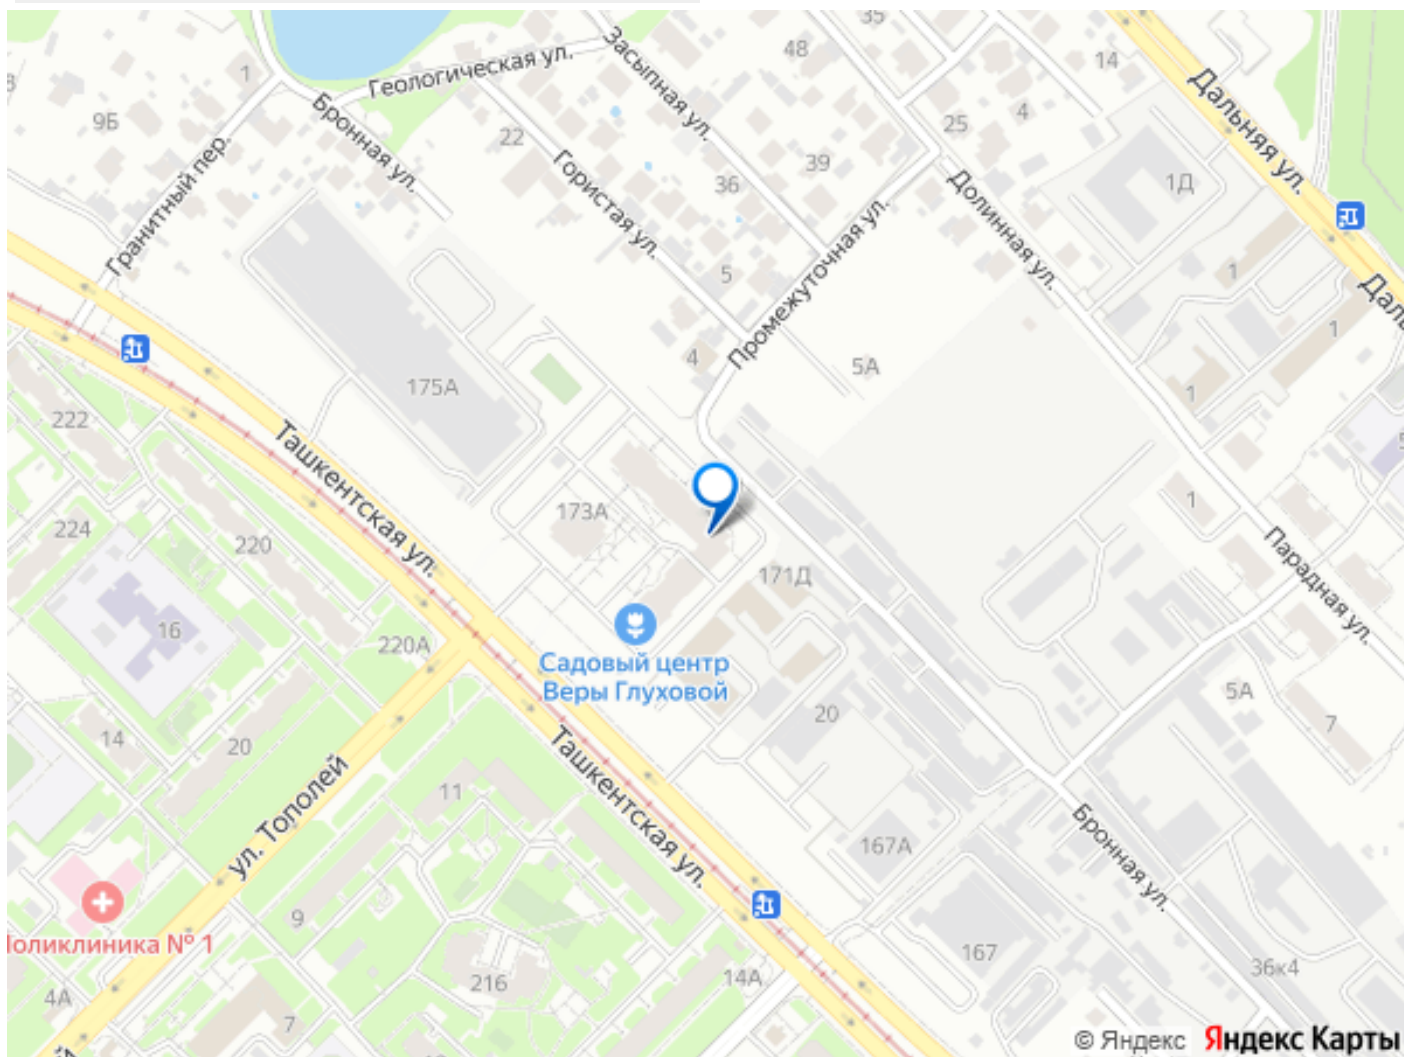 35
48
14
Засыпная ул.
Геологическая ул.
1
Дальняя ул.
9Б
Бронная ул.
22
25
4
39
Гранитный пер.
Гористая ул.
36
1Д
Долинная ул.
Промежуточная ул.
5
1
1
4
5А
175А
1
222
Ташкентская ул.
173А
1
224
220
171Д
Парадная ул.
16
220А
Садовый центр
Веры Глуховой
5А
20
7
14
20
Ташкентская ул.
11
ул. Тополей
167А
Бронная ул.
9
Поликлиника № 1
167
36к4
216
14А
4А
7
© Яндекс Яндекс Карты